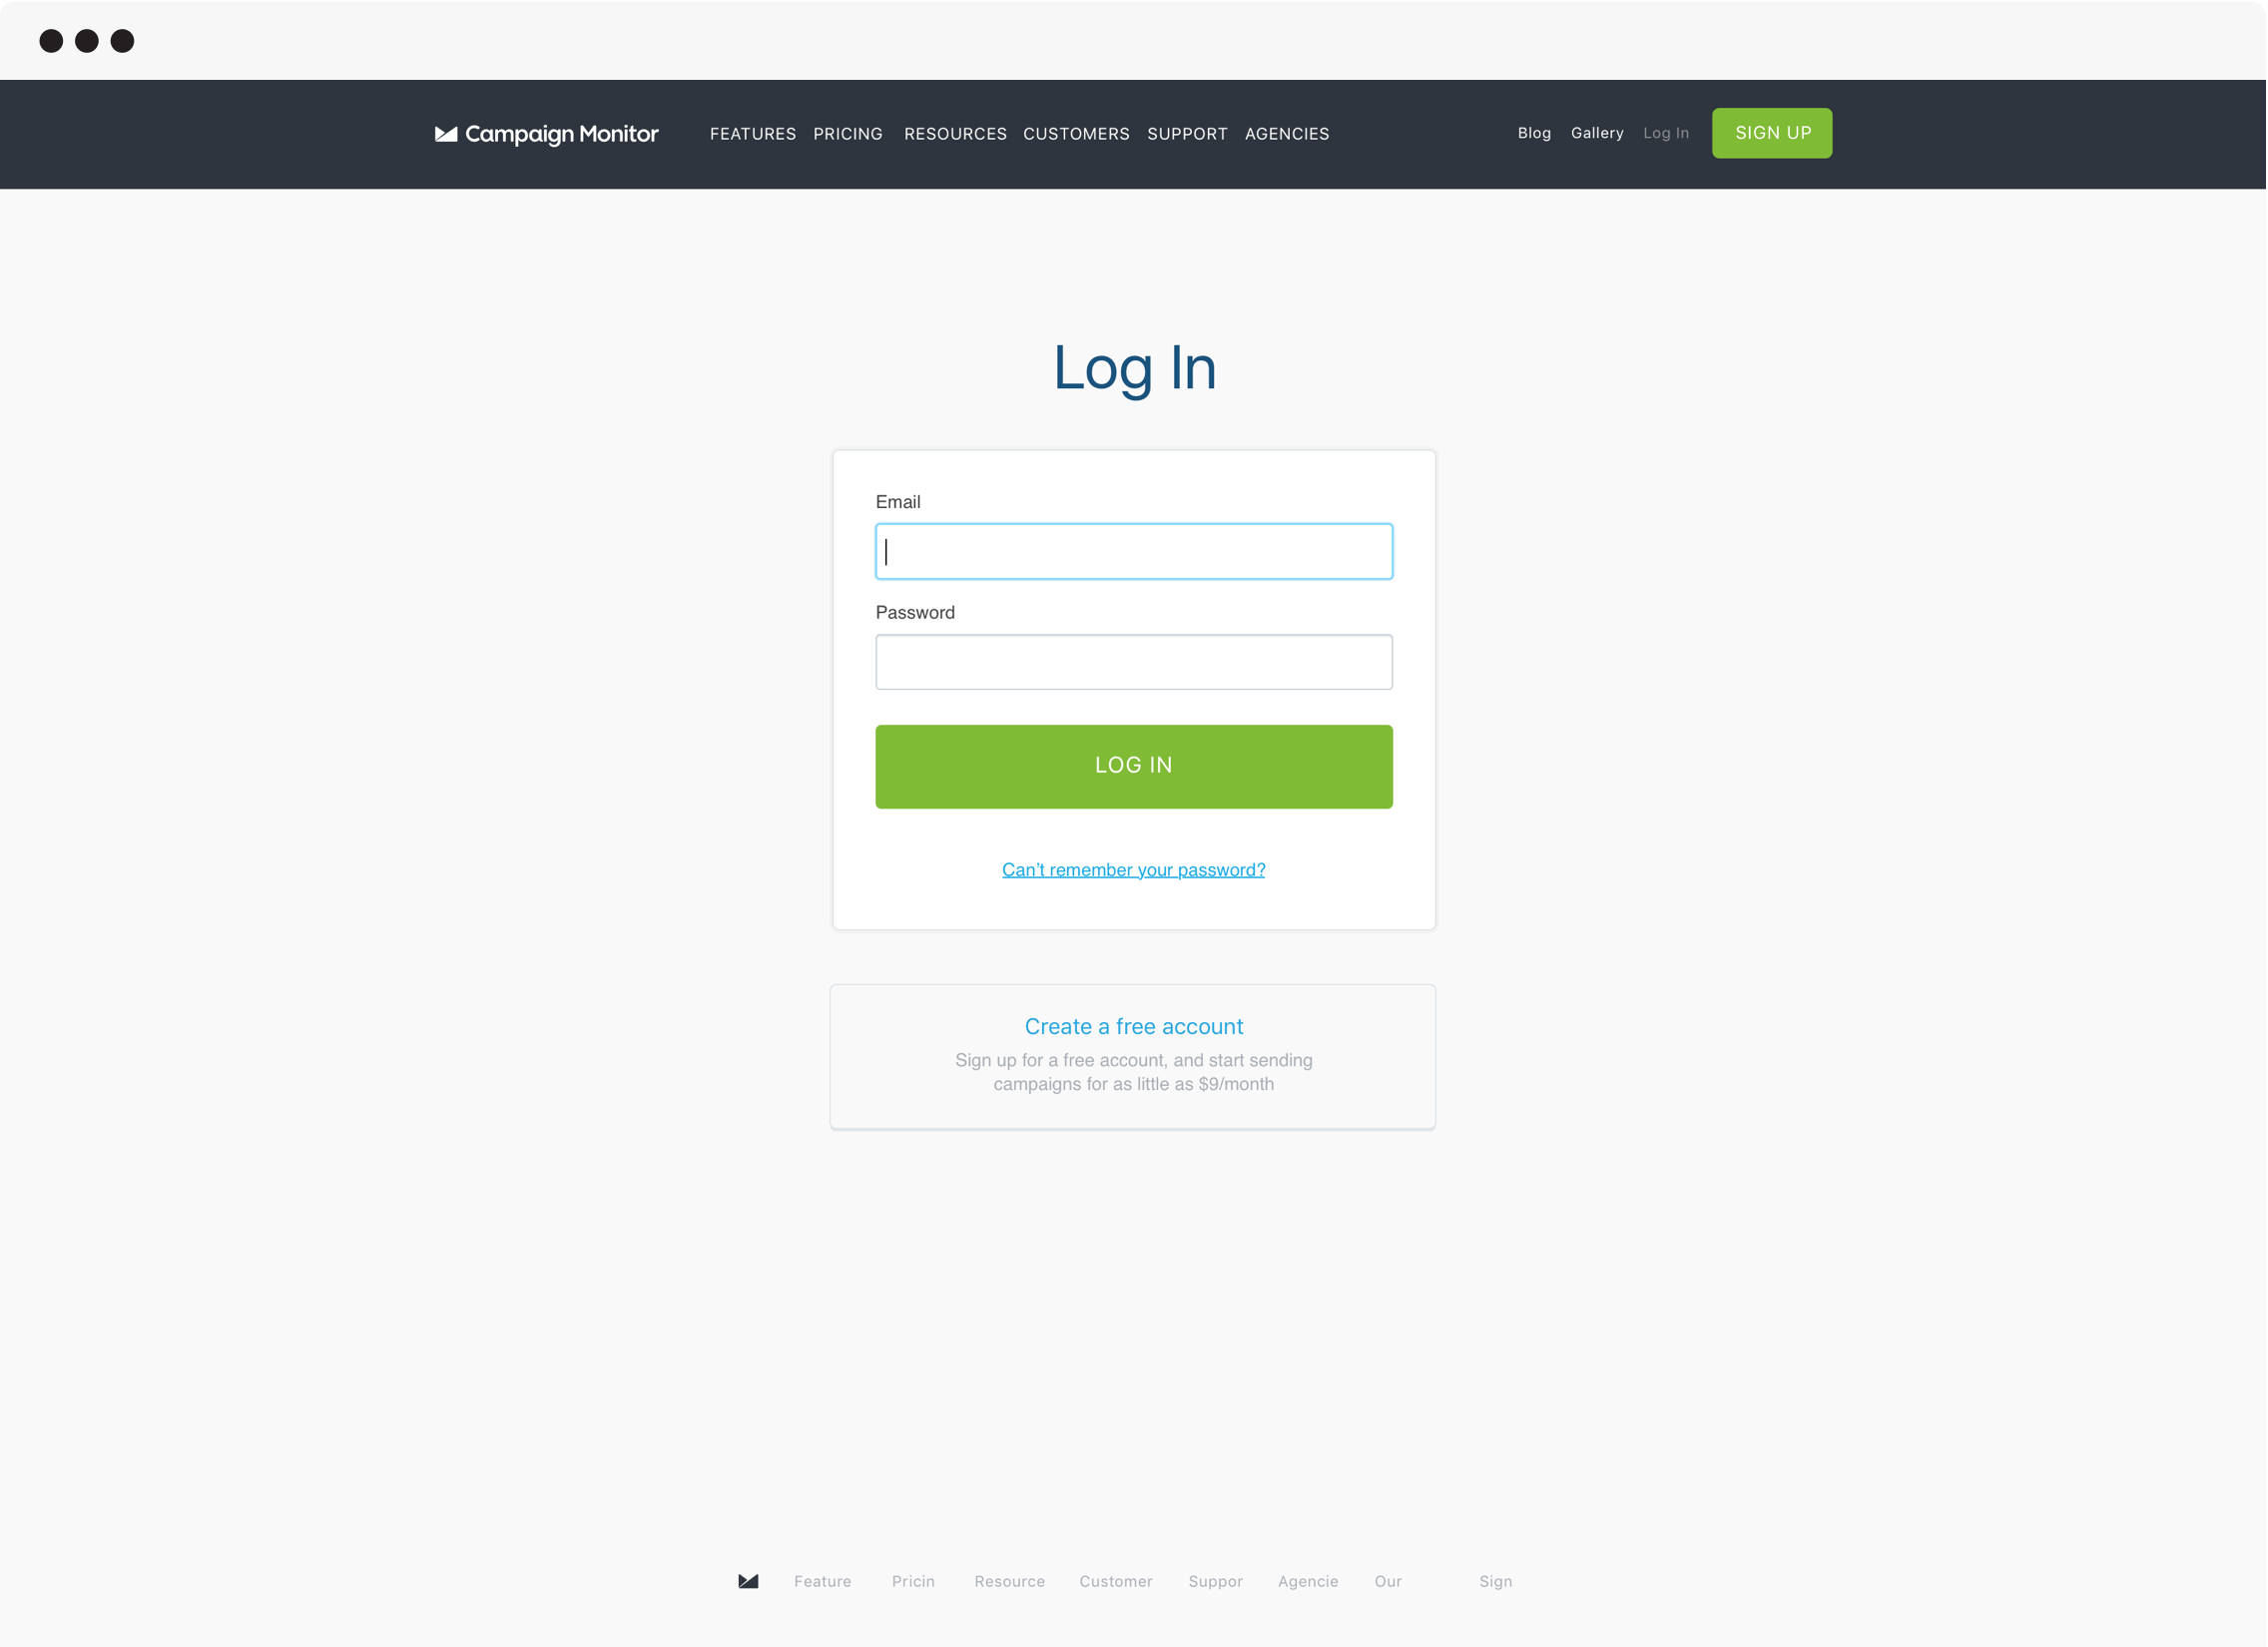 Campaign Monitor FEATURES PRICING RESOURCES CUSTOMERS SUPPORT AGENCIES Blog Gallery Log In SIGN UP
Log In
Email
Password
LOG IN
Can't remember your password?
Create a free account
Sign up for a free account, and start sending
campaigns for as little as $9/month
Feature Pricin Resource Customer Suppor Agencie Our Sign